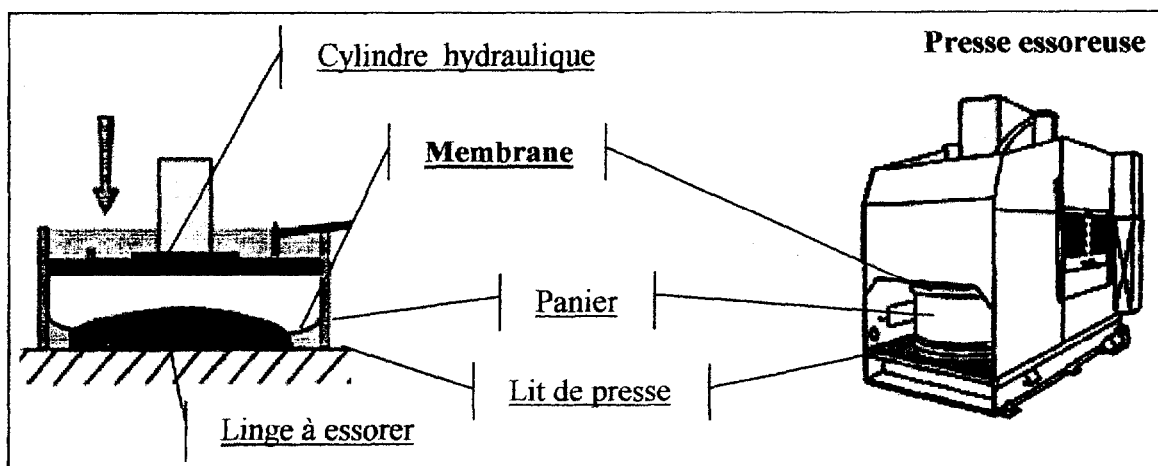 Presse essoreuse
Cylindre hydraulique
Membrane
Panier
Lit de presse
Linge à essorer